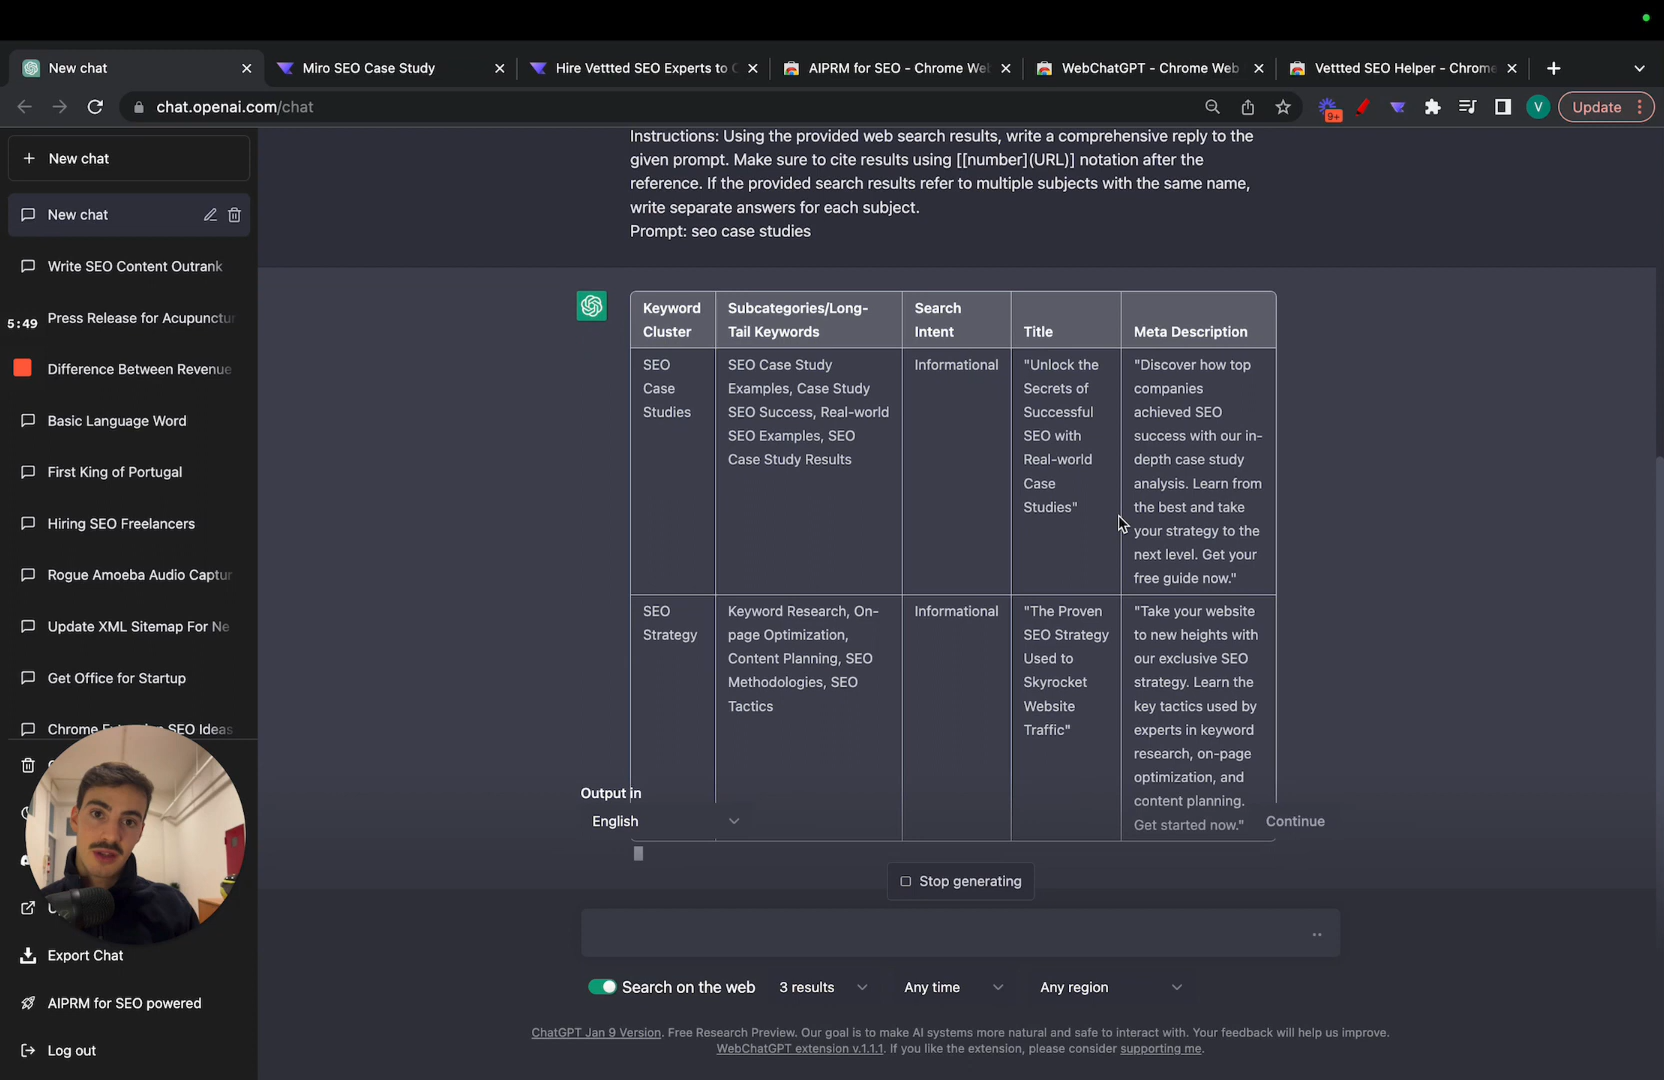 New chat
Miro SEO Case Study
Hire Vettted SEO Experts to
AIPRM for SEO - Chrome We
WebChatGPT - Chrome Web
Vettted SEO Helper - Chrome
chat.openai.com/chat
9+
V
Update
New chat
New chat
Write SEO Content Outrank
5:49
Press Release for Acupunctur
Difference Between Revenue
Basic Language Word
First King of Portugal
Hiring SEO Freelancers
Rogue Amoeba Audio Captur
Update XML Sitemap For Ne
Get Office for Startup
Chrome Extension SEO Ideas
Export Chat
AIPRM for SEO powered
Log out
Instructions: Using the provided web search results, write a comprehensive reply to the
given prompt. Make sure to cite results using [[number](URL)] notation after the
reference. If the provided search results refer to multiple subjects with the same name,
write separate answers for each subject.
Prompt: seo case studies
Keyword Cluster
Subcategories/Long-Tail Keywords
Search Intent
Title
Meta Description
SEO
Case
Studies
SEO Case Study
Examples, Case Study
SEO Success, Real-world
SEO Examples, SEO
Case Study Results
Informational
"Unlock the
Secrets of
Successful
SEO with
Real-world
Case
Studies"
"Discover how top
companies
achieved SEO
success with our in-
depth case study
analysis. Learn from
the best and take
your strategy to the
next level. Get your
free guide now."
SEO
Strategy
Keyword Research, On-
page Optimization,
Content Planning, SEO
Methodologies, SEO
Tactics
Informational
"The Proven
SEO Strategy
Used to
Skyrocket
Website
Traffic"
"Take your website
to new heights with
our exclusive SEO
strategy. Learn the
key tactics used by
experts in keyword
research, on-page
optimization, and
content planning.
Get started now."
Output in
English
Continue
Stop generating
Search on the web
3 results
Any time
Any region
ChatGPT Jan 9 Version. Free Research Preview. Our goal is to make AI systems more natural and safe to interact with. Your feedback will help us improve.
WebChatGPT extension v.1.1.1. If you like the extension, please consider supporting me.